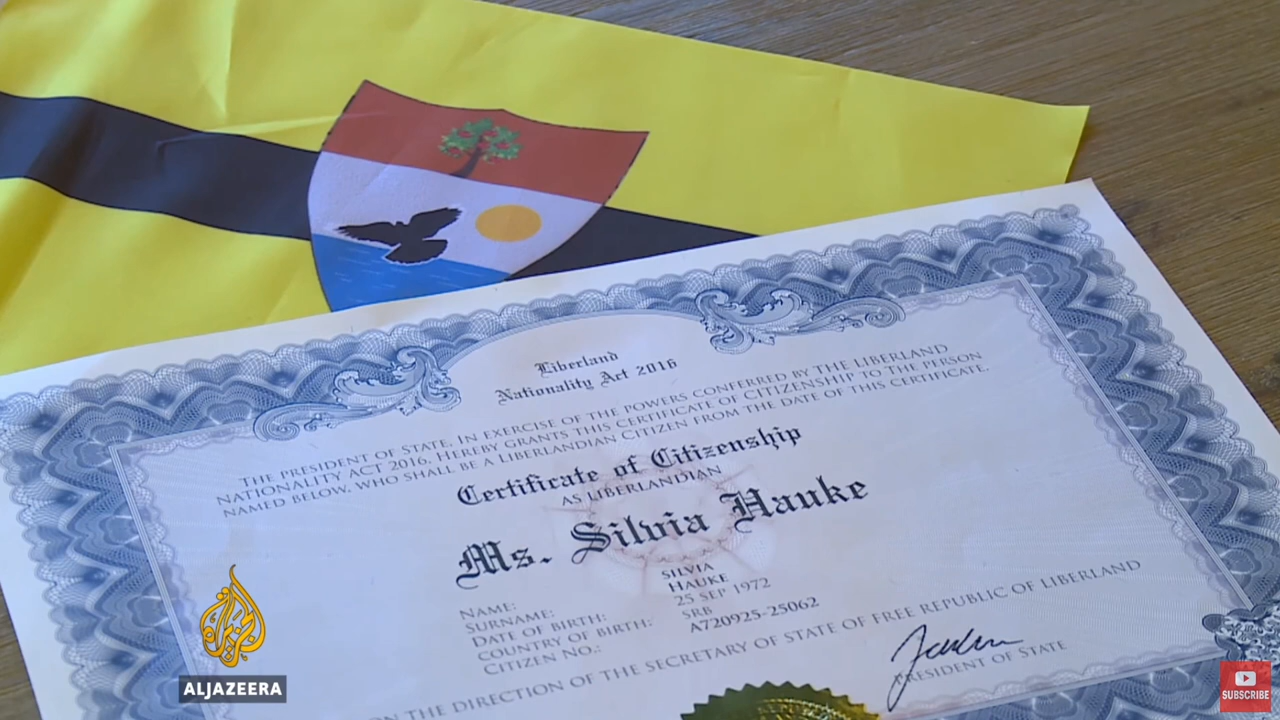 Liberland
Nationality Act 2016
THE PRESIDENT OF STATE, IN EXERCISE OF THE POWERS CONFERRED BY THE LIBERLAND
NATIONALITY ACT 2016, HEREBY GRANTS THIS CERTIFICATE OF CITIZENSHIP TO THE PERSON
NAMED BELOW, WHO SHALL BE A LIBERLANDIAN CITIZEN FROM THE DATE OF THIS CERTIFICATE.
Certificate of Citizenship
AS LIBERLANDIAN
Ms. Silvia Hauke
NAME: SILVIA
SURNAME: HAUKE
DATE OF BIRTH: 25 SEP 1972
COUNTRY OF BIRTH: SRB
CITIZEN NO.: A720925-25062
ON THE DIRECTION OF THE SECRETARY OF STATE OF FREE REPUBLIC OF LIBERLAND
PRESIDENT OF STATE
الجزيرة
ALJAZEERA
SUBSCRIBE